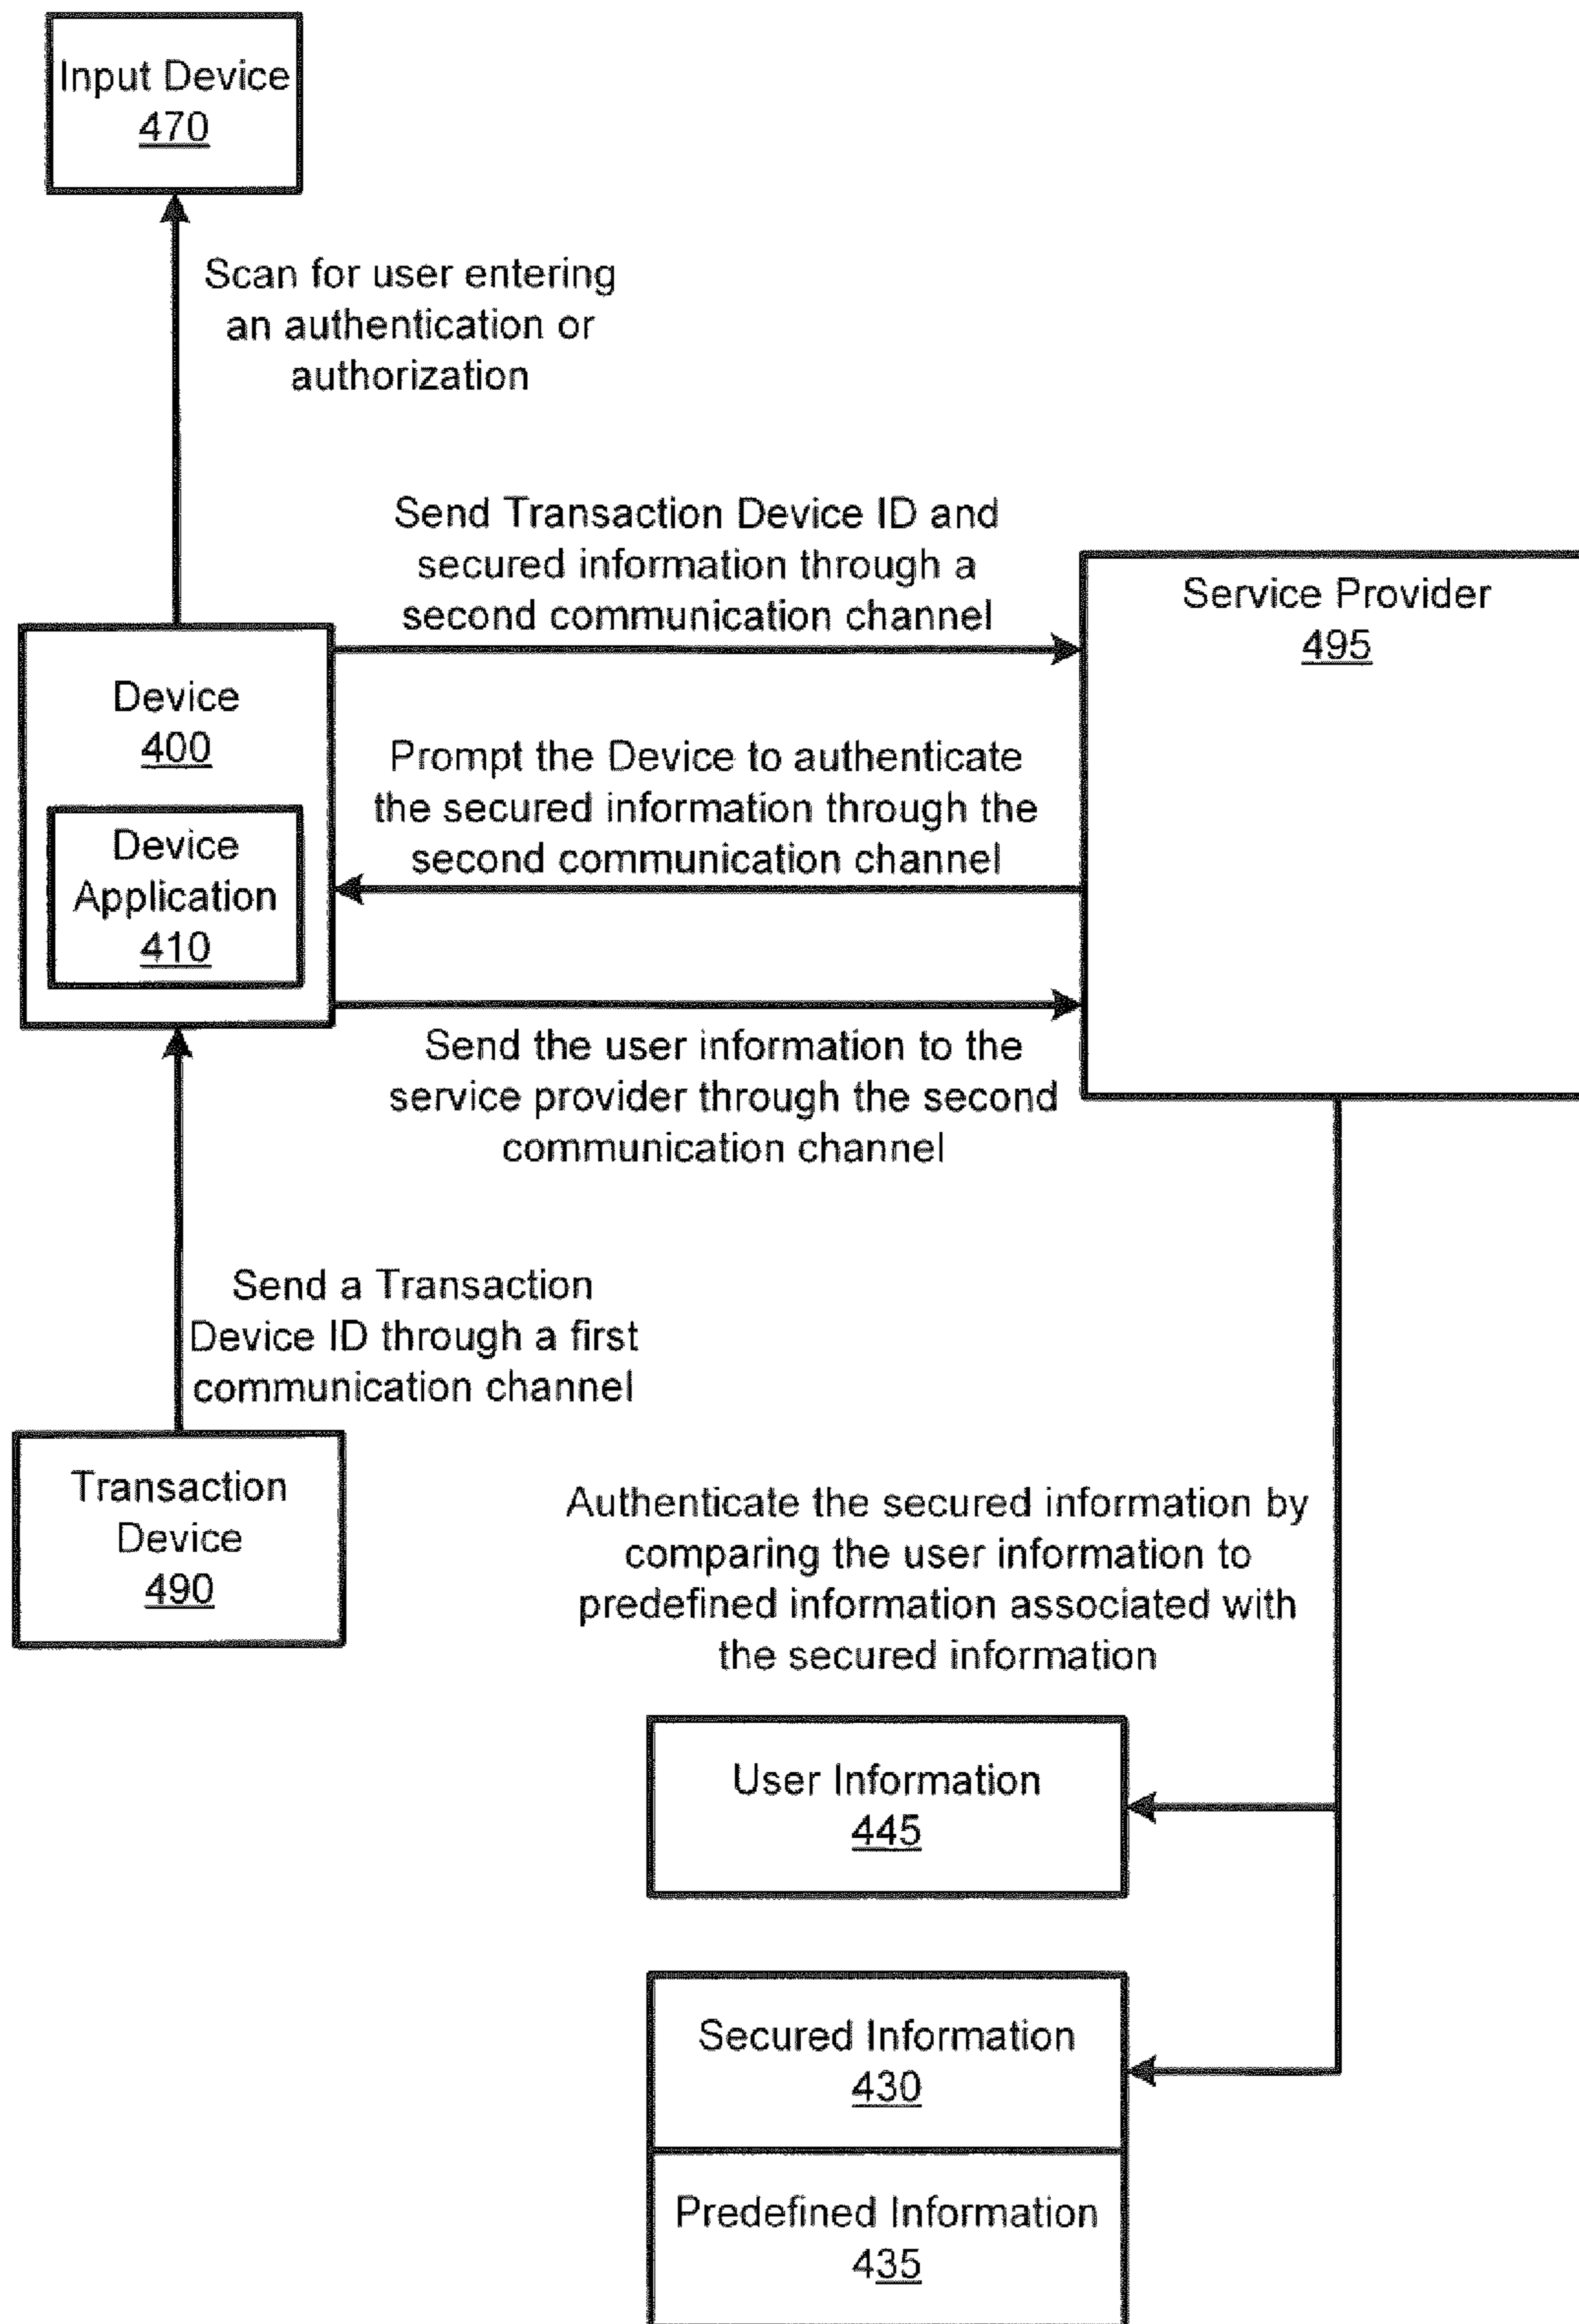 Input Device
470
Scan for user entering
an authentication or
authorization
Send Transaction Device ID and
secured information through a
second communication channel
Service Provider
495
Device
400
Prompt the Device to authenticate
the secured information through the
second communication channel
Device
Application
410
Send the user information to the
service provider through the second
communication channel
Send a Transaction
Device ID through a first
communication channel
Transaction
Device
490
Authenticate the secured information by
comparing the user information to
predefined information associated with
the secured information
User Information
445
Secured Information
430
Predefined Information
435